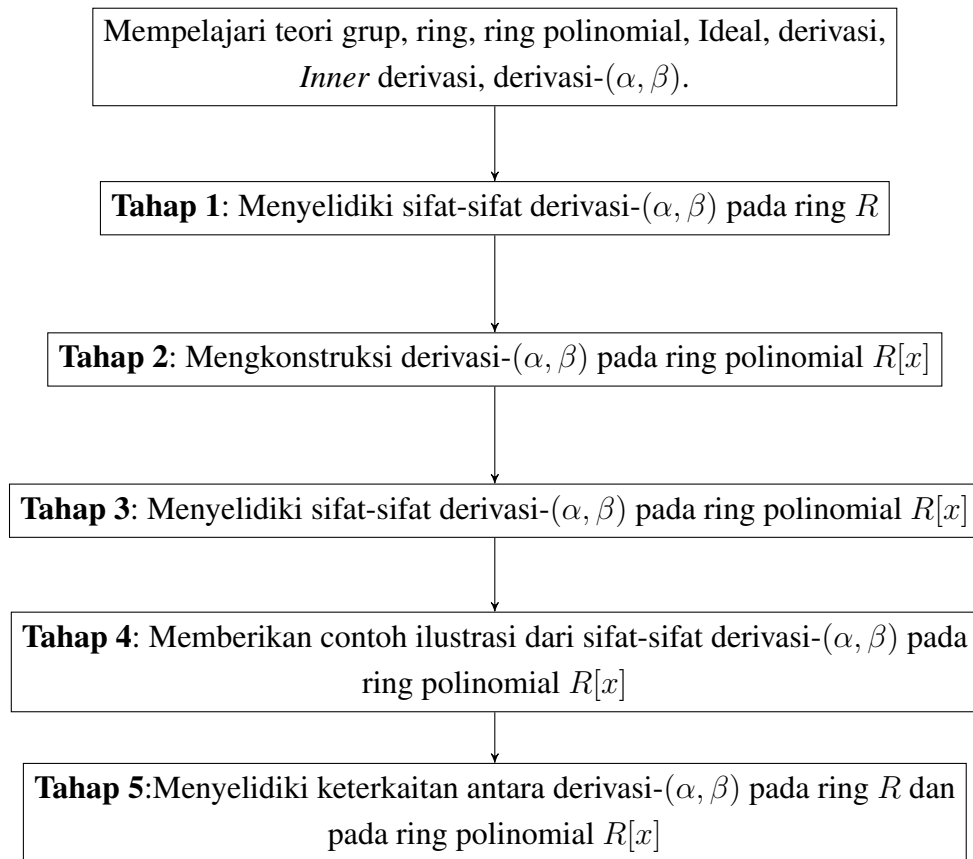 Mempelajari teori grup, ring, ring polinomial, Ideal, derivasi,
Inner derivasi, derivasi-(α, β).
Tahap 1: Menyelidiki sifat-sifat derivasi-(α, β) pada ring R
Tahap 2: Mengkonstruksi derivasi-(α, β) pada ring polinomial R[x]
Tahap 3: Menyelidiki sifat-sifat derivasi-(α, β) pada ring polinomial R[x]
Tahap 4: Memberikan contoh ilustrasi dari sifat-sifat derivasi-(α, β) pada
ring polinomial R[x]
Tahap 5:Menyelidiki keterkaitan antara derivasi-(α, β) pada ring R dan
pada ring polinomial R[x]